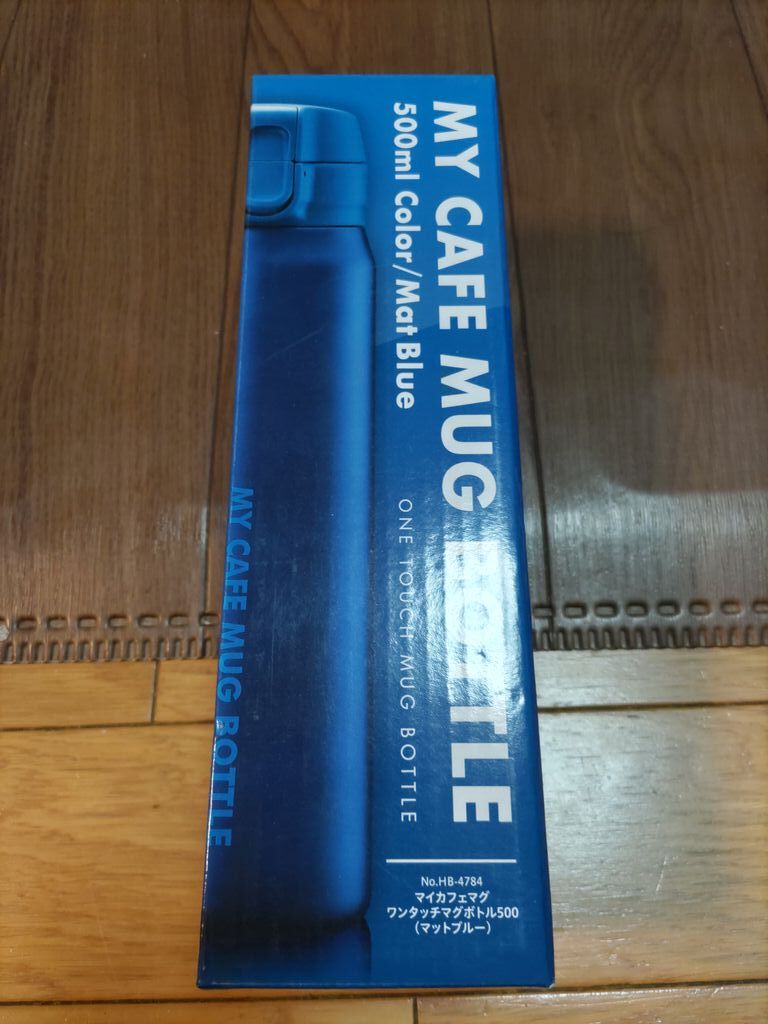 MY CAFE MUG BOTTLE
500ml Color/Mat Blue
ONE TOUCH MUG BOTTLE
MY CAFE MUG BOTTLE
No.HB-4784
マイカフェマグ
ワンタッチマグボトル500
（マットブルー）